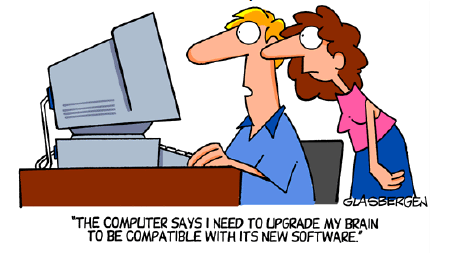 GLASBERGEN
"THE COMPUTER SAYS I NEED TO UPGRADE MY BRAIN
TO BE COMPATIBLE WITH ITS NEW SOFTWARE."